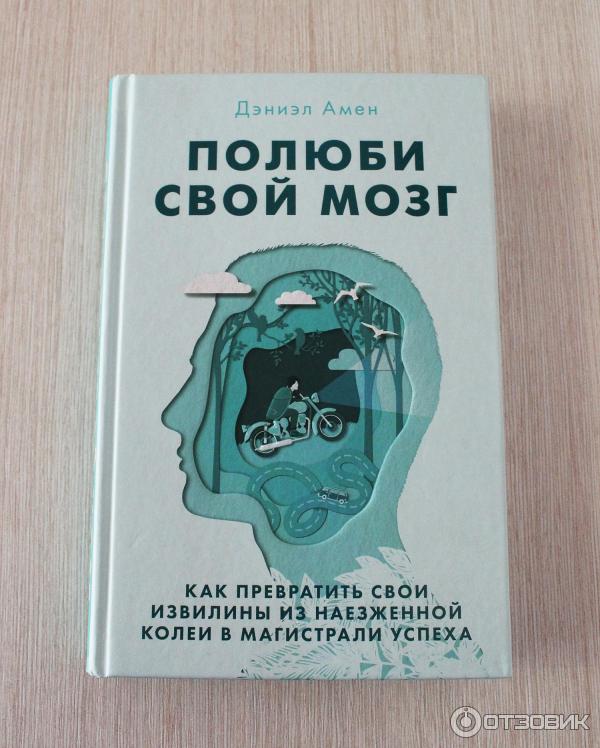 Дэниэл Амен
ПОЛЮБИ
СВОЙ МОЗГ
КАК ПРЕВРАТИТЬ СВОИ
ИЗВИЛИНЫ ИЗ НАЕЗЖЕННОЙ
КОЛЕИ В МАГИСТРАЛИ УСПЕХА
ОТЗОВИК